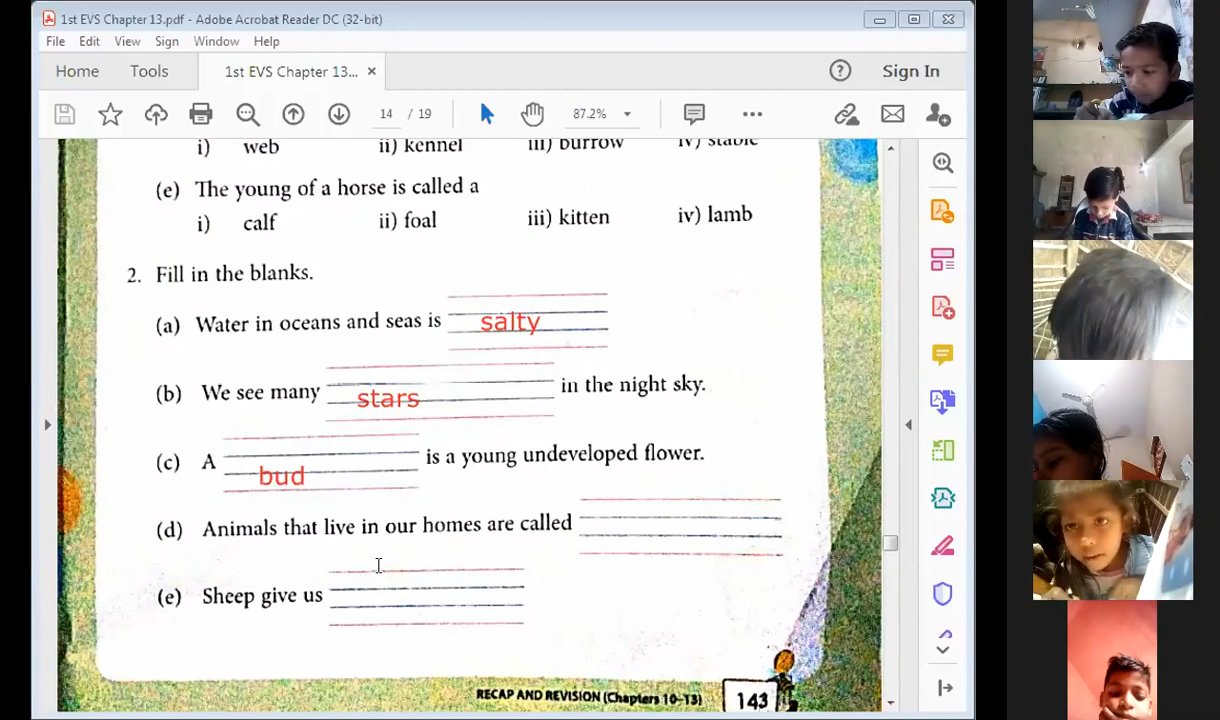 1st EVS Chapter 13.pdf - Adobe Acrobat Reader DC (32-bit)
File Edit View Sign Window Help
Home Tools 1st EVS Chapter 13... × Sign In
14 / 19 87.2%
i) web ii) kennel iii) burrow iv) stable
(e) The young of a horse is called a
i) calf ii) foal iii) kitten iv) lamb
2. Fill in the blanks.
(a) Water in oceans and seas is salty
(b) We see many stars in the night sky.
(c) A bud is a young undeveloped flower.
(d) Animals that live in our homes are called
(e) Sheep give us
RECAP AND REVISION (Chapters 10-13) 143